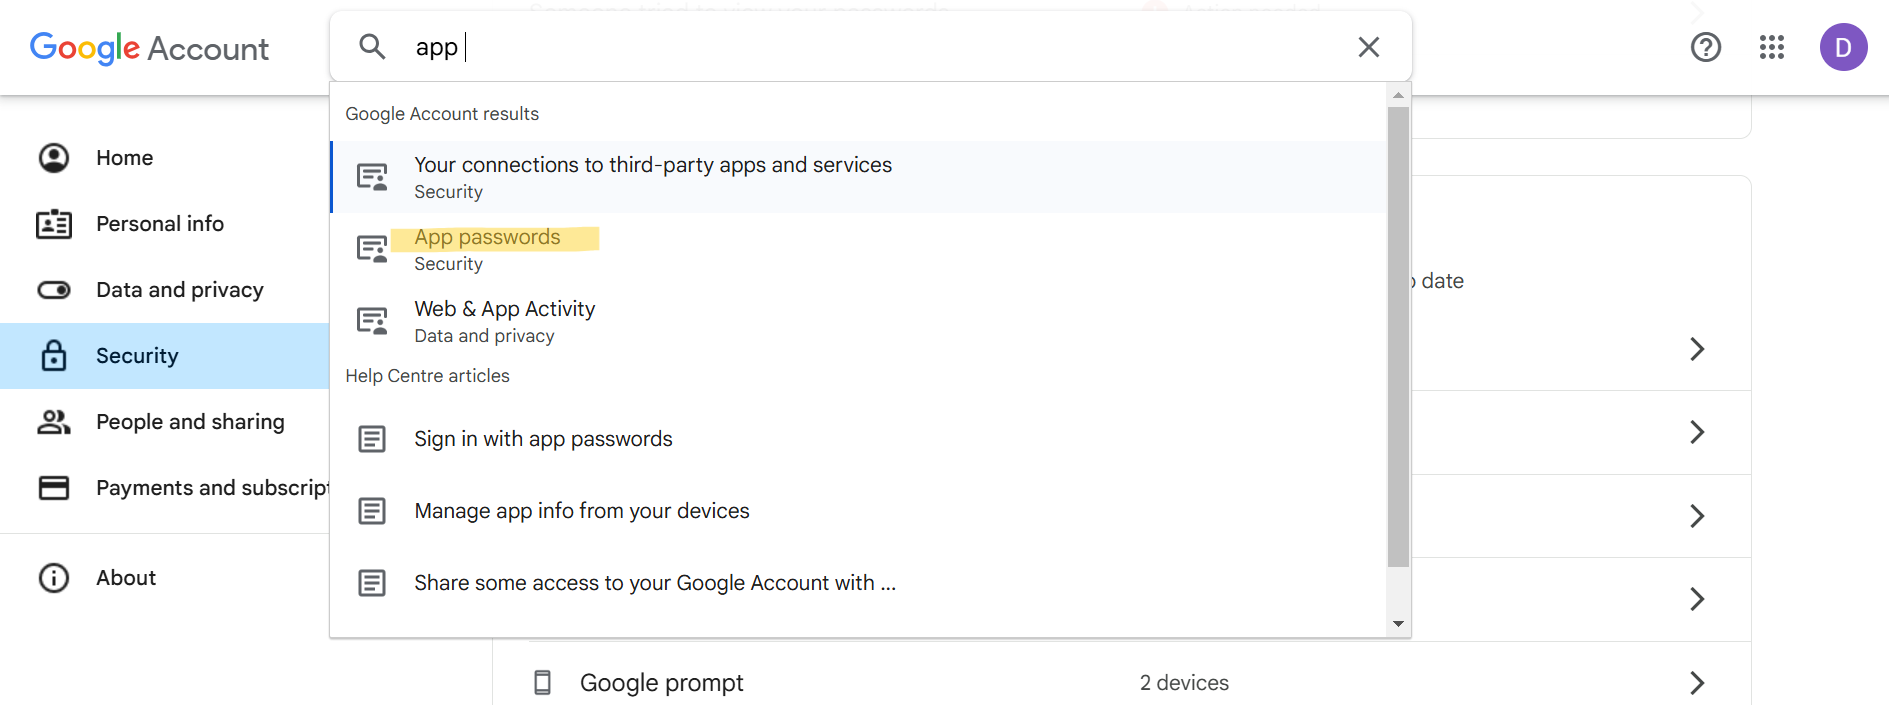 Google Account
app
D
Google Account results
Your connections to third-party apps and services
Security
App passwords
Security
Web & App Activity
Data and privacy
Help Centre articles
Sign in with app passwords
Manage app info from your devices
Share some access to your Google Account with ...
Home
Personal info
Data and privacy
Security
People and sharing
Payments and subscript
About
date
Google prompt
2 devices